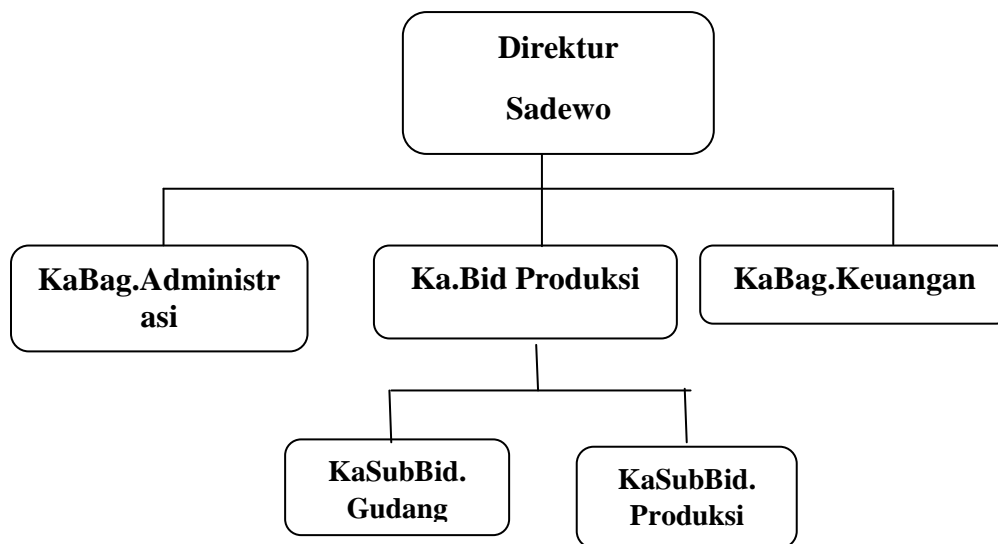 Direktur
Sadewo
KaBag.Administr
asi
Ka.Bid Produksi
KaBag.Keuangan
KaSubBid.
Gudang
KaSubBid.
Produksi